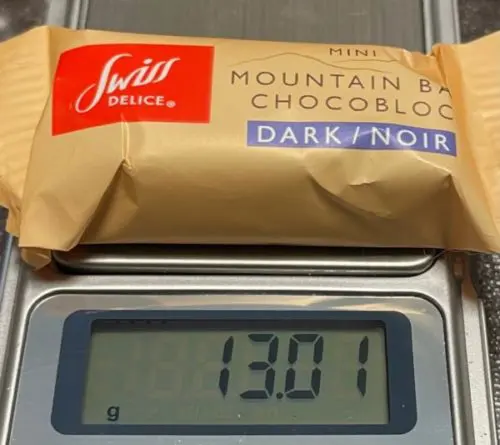 Swiss
DELICE®
MINI
MOUNTAIN BA
CHOCOBLOC
DARK/NOIR
13.01
g